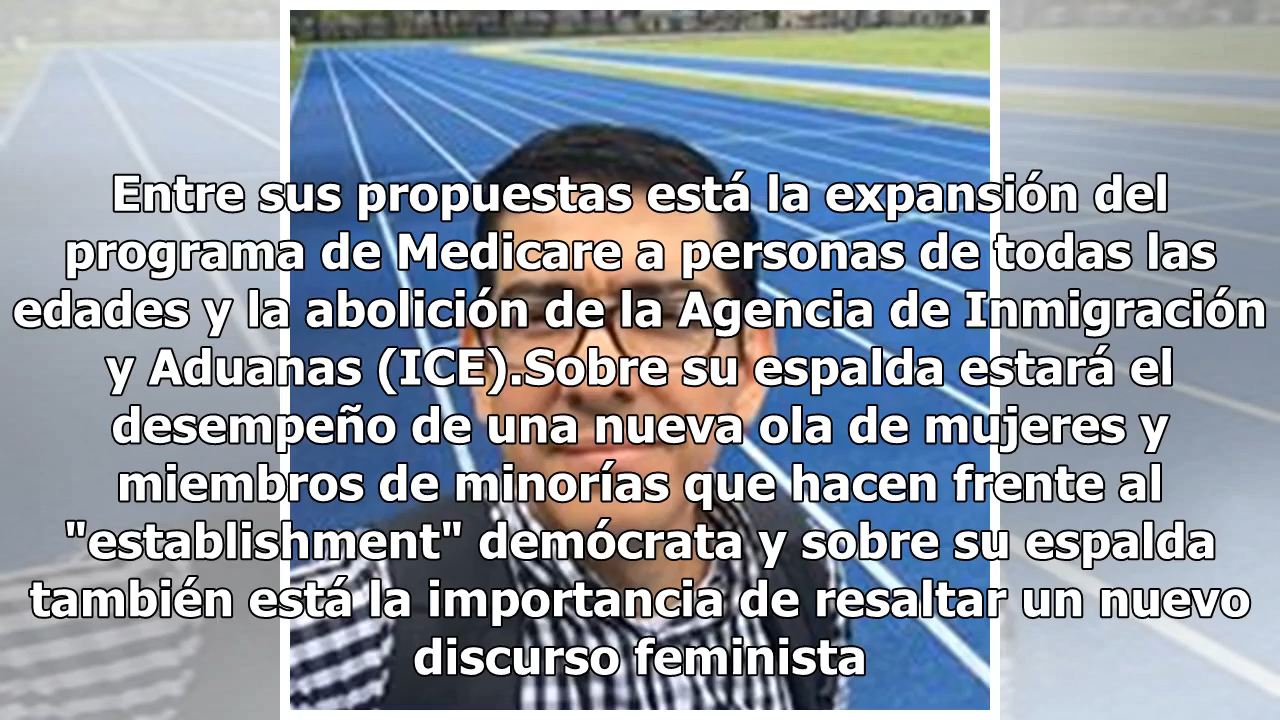 Entre sus propuestas está la expansión del
programa de Medicare a personas de todas las
edades y la abolición de la Agencia de Inmigración
y Aduanas (ICE).Sobre su espalda estará el
desempeño de una nueva ola de mujeres y
miembros de minorías que hacen frente al
"establishment" demócrata y sobre su espalda
también está la importancia de resaltar un nuevo
discurso feminista